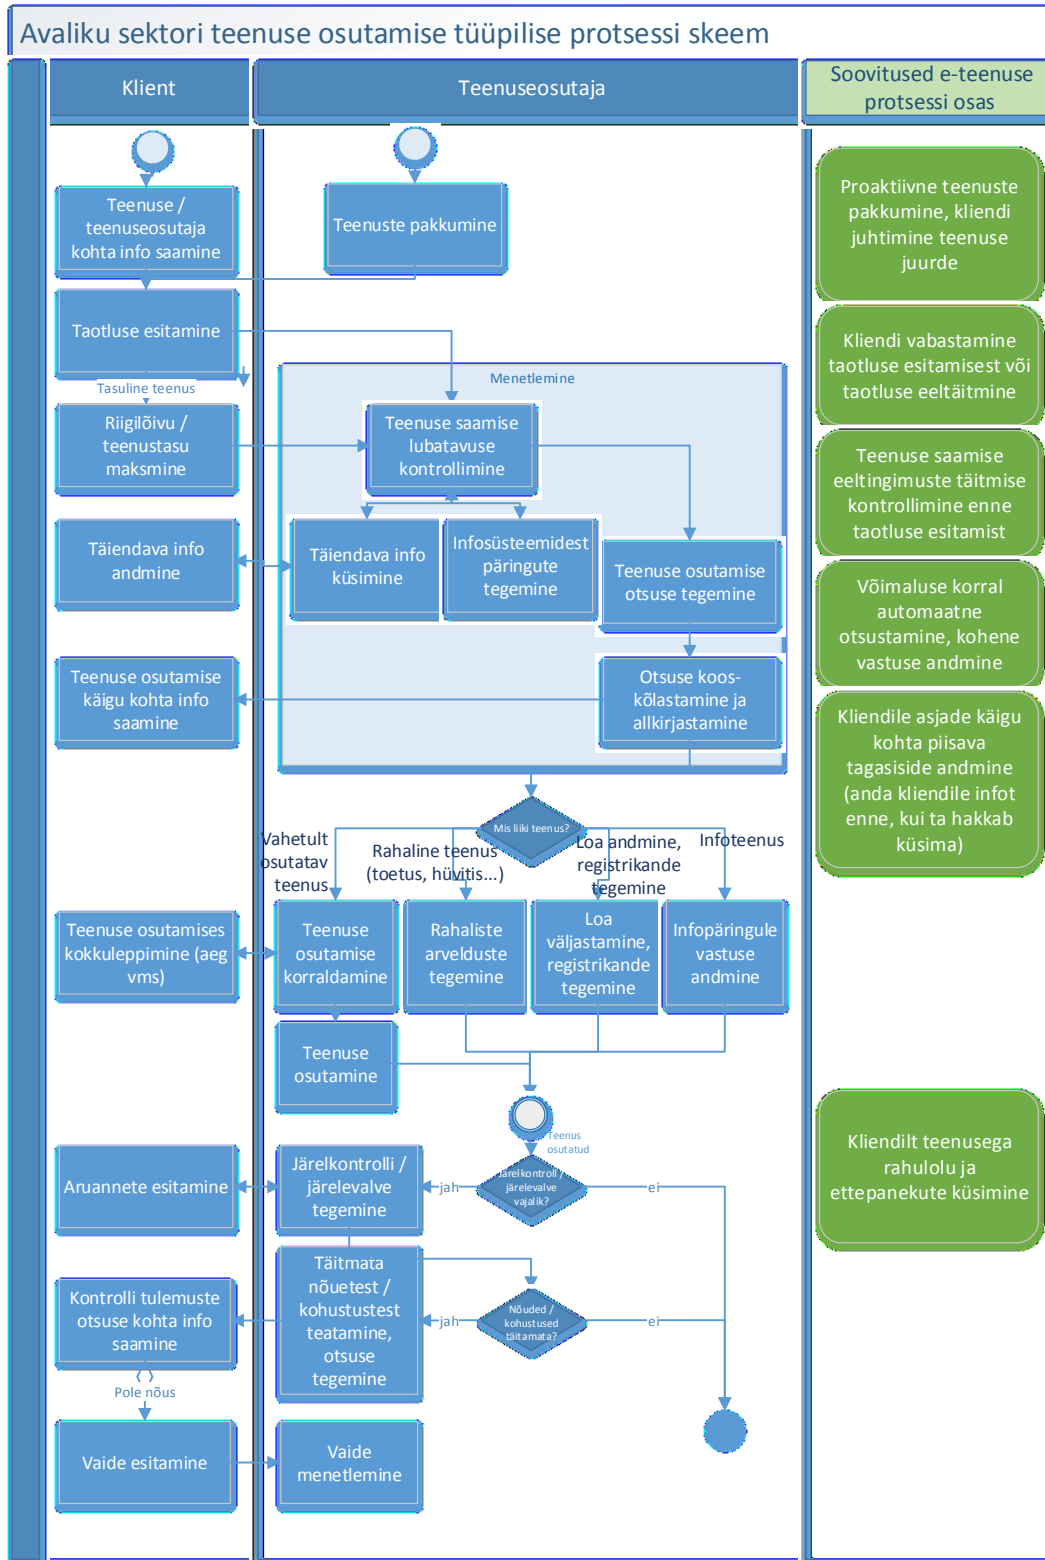 Avaliku sektori teenuse osutamise tüüpilise protsessi skeem
Klient
Teenuseosutaja
Soovitused e-teenuse
protsessi osas
Teenuse /
teenuseosutaja
kohta info saamine
Teenuste pakkumine
Proaktiivne teenuste
pakkumine, kliendi
juhtimine teenuse
juurde
Taotluse esitamine
Kliendi vabastamine
taotluse esitamisest või
taotluse eeltäitmine
Tasuline teenus
Menetlemine
Riigilõivu /
teenustasu
maksmine
Teenuse saamise
lubatavuse
kontrollimine
Teenuse saamise
eeltingimuste täitmise
kontrollimine enne
taotluse esitamist
Täiendava info
andmine
Täiendava info
küsimine
Infosüsteemidest
päringute
tegemine
Teenuse osutamise
otsuse tegemine
Võimaluse korral
automaatne
otsustamine, kohene
vastuse andmine
Teenuse osutamise
käigu kohta info
saamine
Otsuse koos-
kõlastamine ja
allkirjastamine
Kliendile asjade käigu
kohta piisava
tagasiside andmine
(anda kliendile infot
enne, kui ta hakkab
küsima)
Mis liiki teenus?
Vahetult
osutatav
teenus
Rahaline teenus
(toetus, hüvitis...)
Loa andmine,
registrikande
tegemine
Infoteenus
Teenuse osutamises
kokkuleppimine (aeg
vms)
Teenuse
osutamise
korraldamine
Rahaliste
arvelduste
tegemine
Loa
väljastamine,
registrikande
tegemine
Infopäringule
vastuse
andmine
Teenuse
osutamine
Teenus
osutatud
Kliendilt teenusega
rahulolu ja
ettepanekute küsimine
Aruannete esitamine
Järelkontrolli /
järelevalve
tegemine
jah
Järelkontroll /
järelevalve
vajalik?
ei
Kontrolli tulemuste
otsuse kohta info
saamine
Täitmata
nõuetest /
kohustustest
teatamine,
otsuse
tegemine
jah
Nõuded /
kohustused
täitamata?
ei
Pole nõus
Vaide esitamine
Vaide
menetlemine